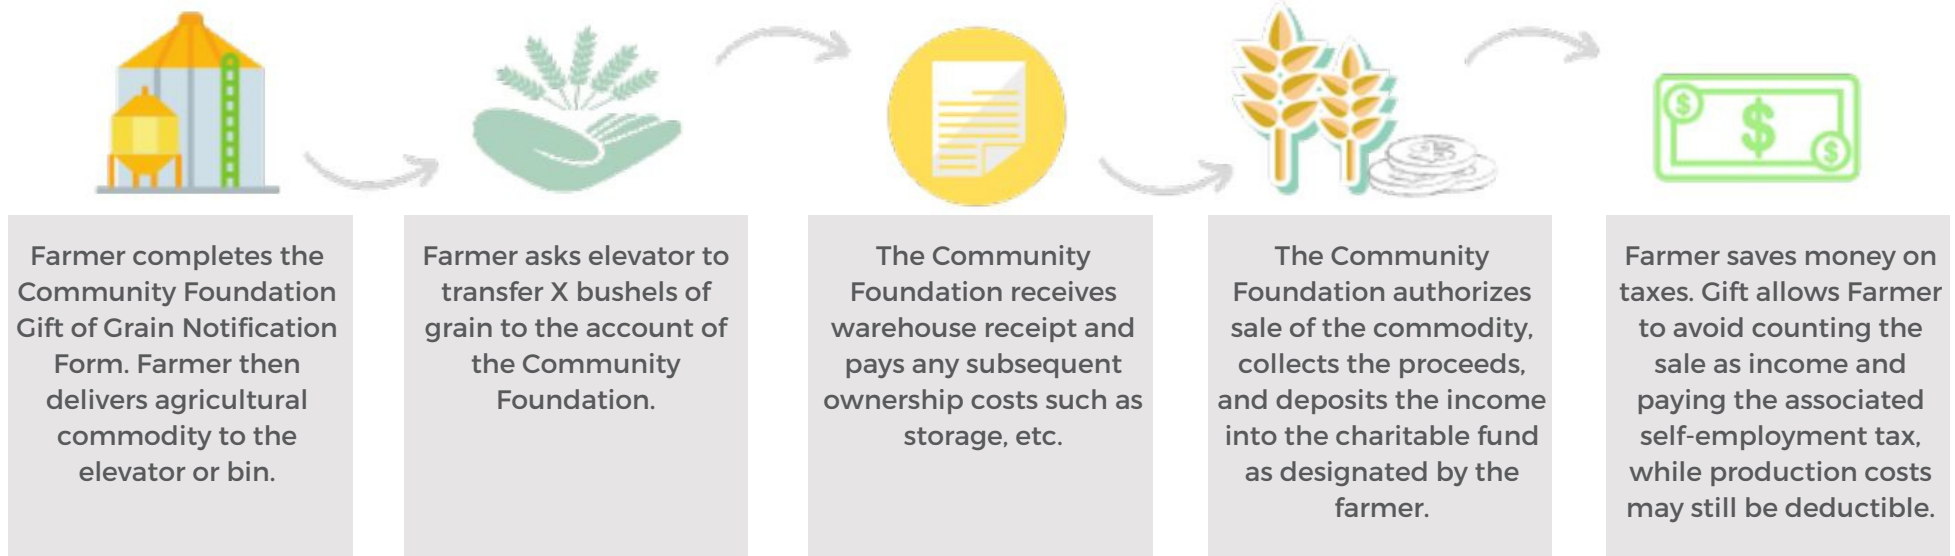 Farmer completes the
Community Foundation
Gift of Grain Notification
Form. Farmer then
delivers agricultural
commodity to the
elevator or bin.
Farmer asks elevator to
transfer X bushels of
grain to the account of
the Community
Foundation.
The Community
Foundation receives
warehouse receipt and
pays any subsequent
ownership costs such as
storage, etc.
The Community
Foundation authorizes
sale of the commodity,
collects the proceeds,
and deposits the income
into the charitable fund
as designated by the
farmer.
$ $ $
Farmer saves money on
taxes. Gift allows Farmer
to avoid counting the
sale as income and
paying the associated
self-employment tax,
while production costs
may still be deductible.